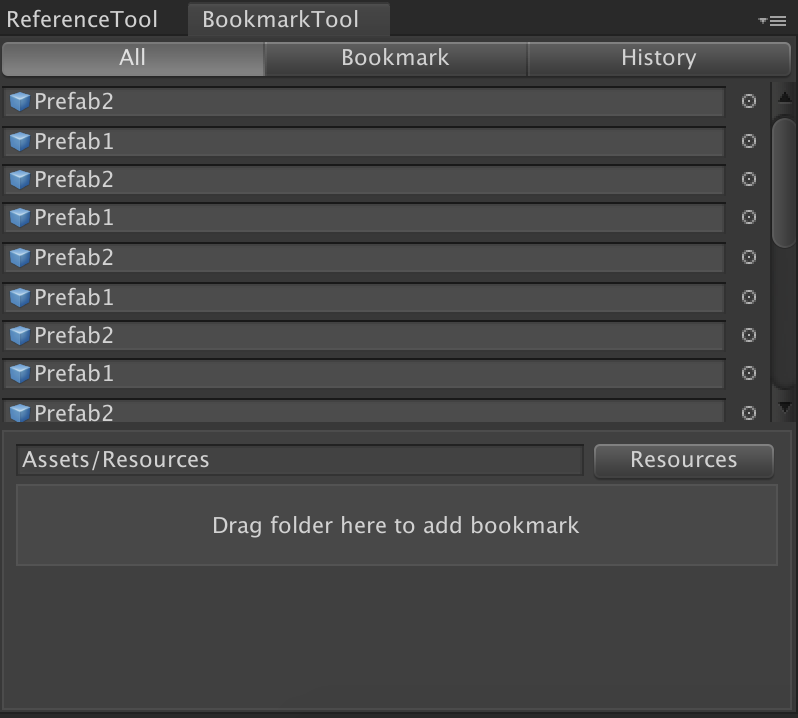 ReferenceTool BookmarkTool
All Bookmark History
Prefab2
Prefab1
Prefab2
Prefab1
Prefab2
Prefab1
Prefab2
Prefab1
Prefab2
Assets/Resources Resources
Drag folder here to add bookmark